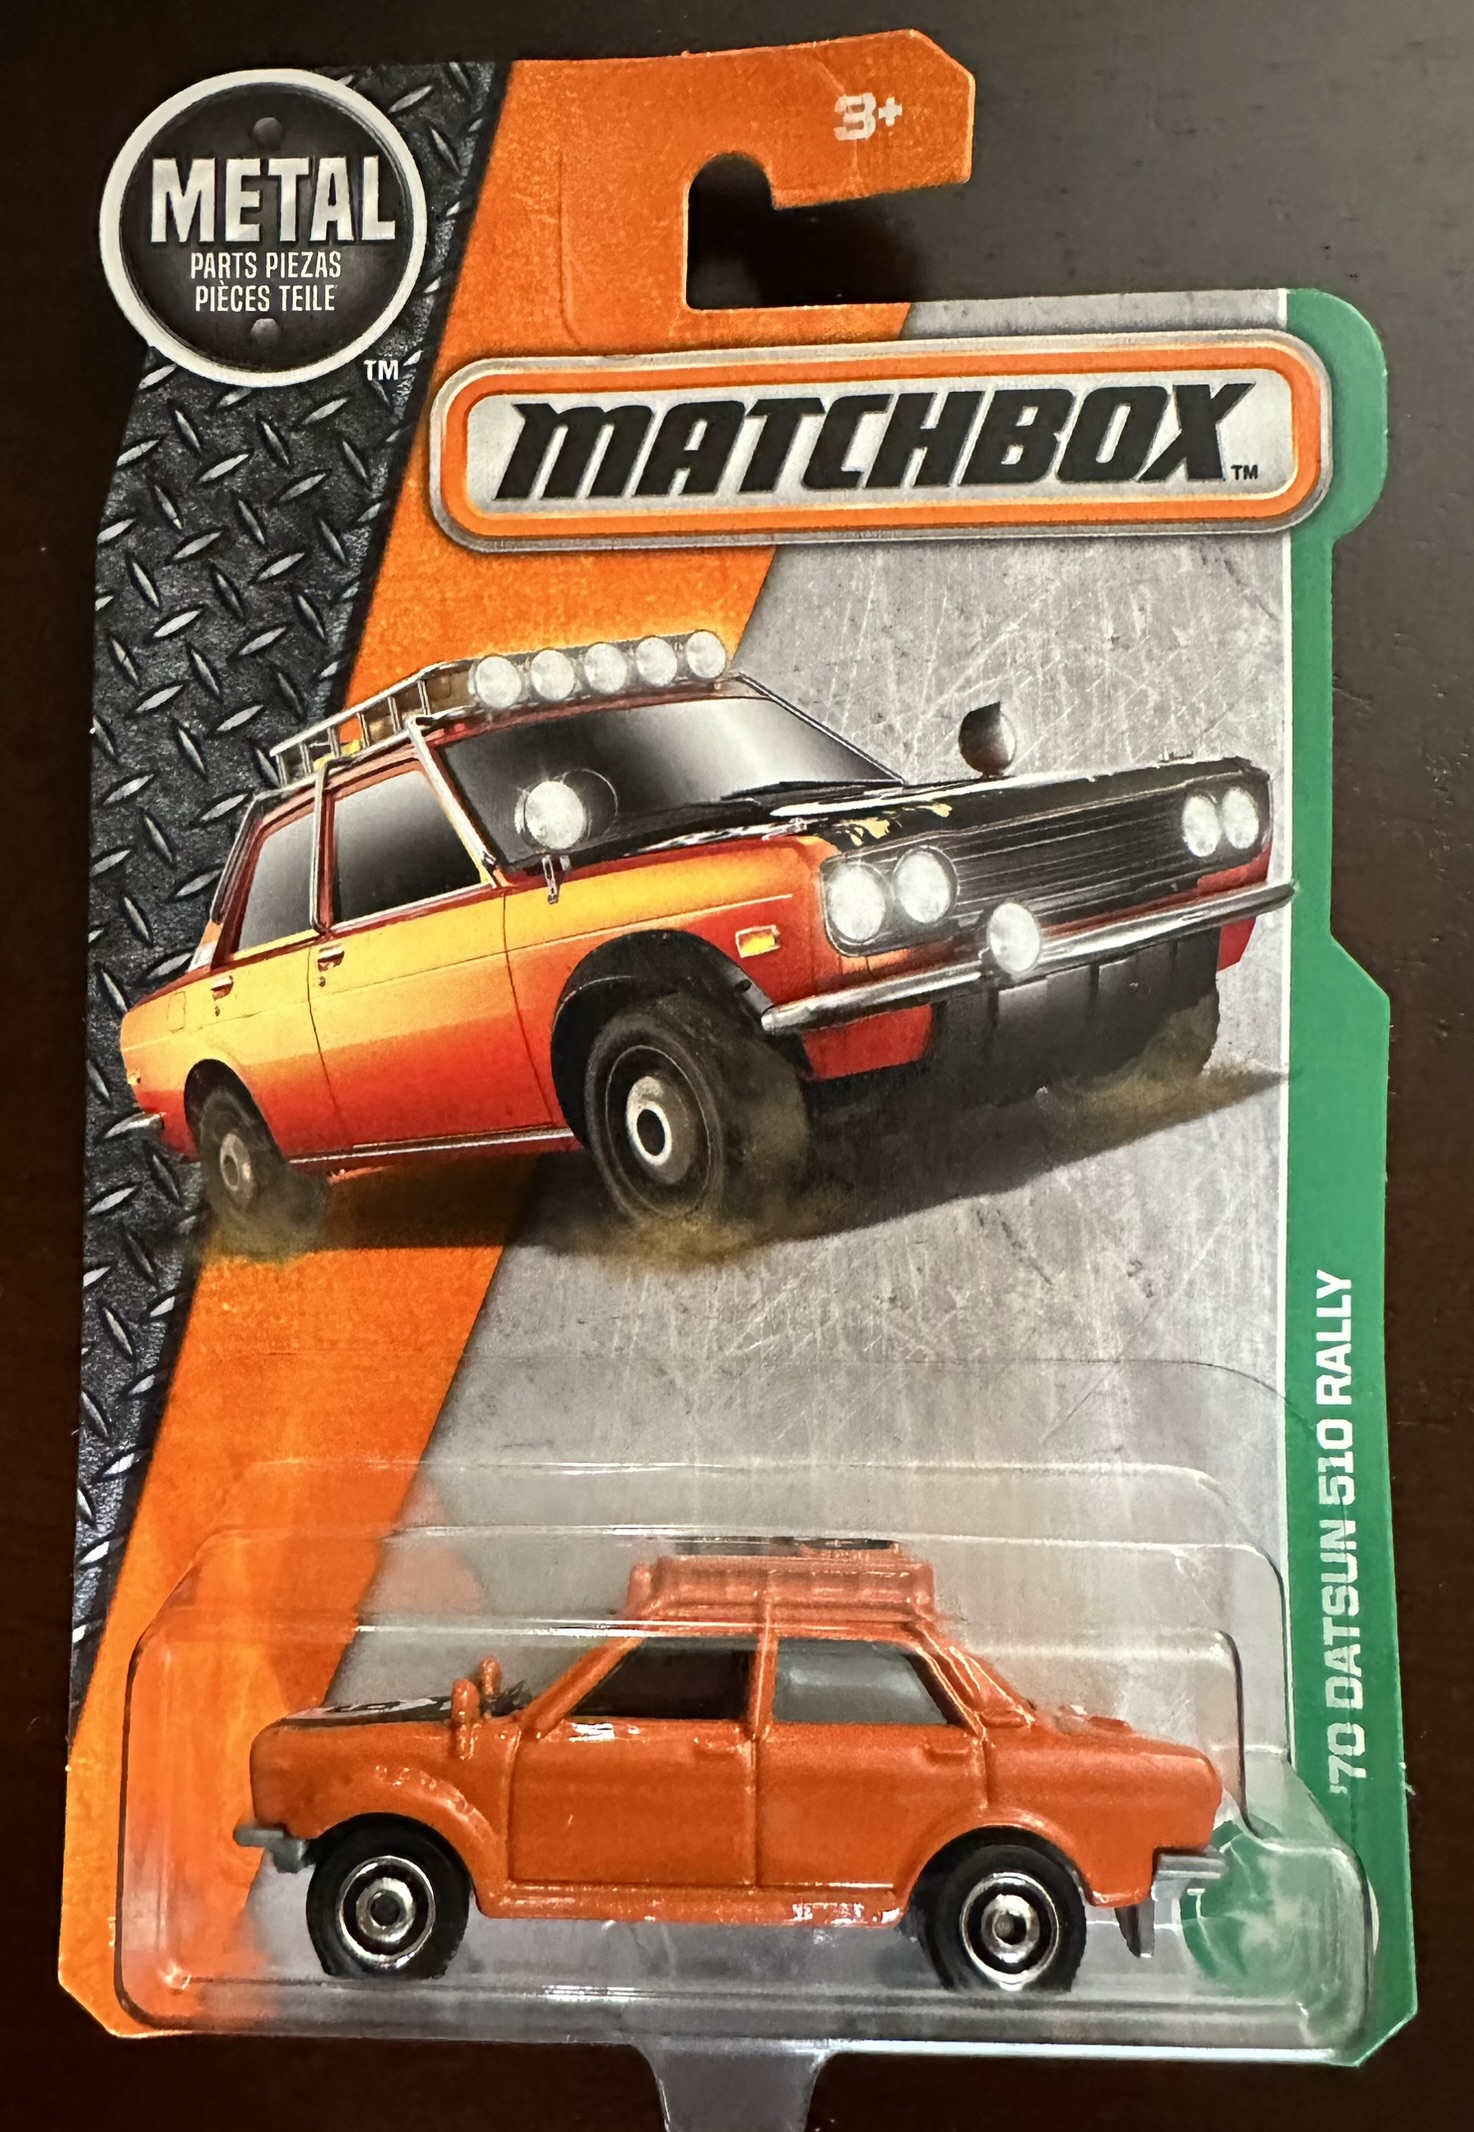 3+
METAL
PARTS PIEZAS
PIÈCES TEILE
TM
MATCHBOX TM
'70 DATSUN 510 RALLY